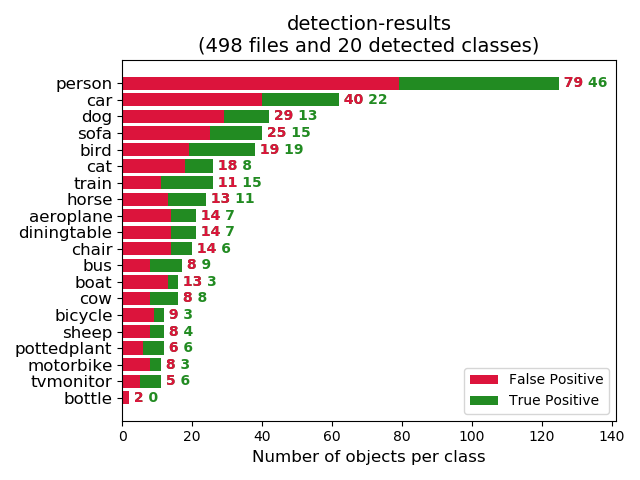 detection-results
(498 files and 20 detected classes)
person 79 46
car 40 22
dog 29 13
sofa 25 15
bird 19 19
cat 18 8
train 11 15
horse 13 11
aeroplane 14 7
diningtable 14 7
chair 14 6
bus 8 9
boat 13 3
cow 8 8
bicycle 9 3
sheep 8 4
pottedplant 6 6
motorbike 8 3
tvmonitor 5 6
bottle 2 0
False Positive
True Positive
0 20 40 60 80 100 120 140
Number of objects per class